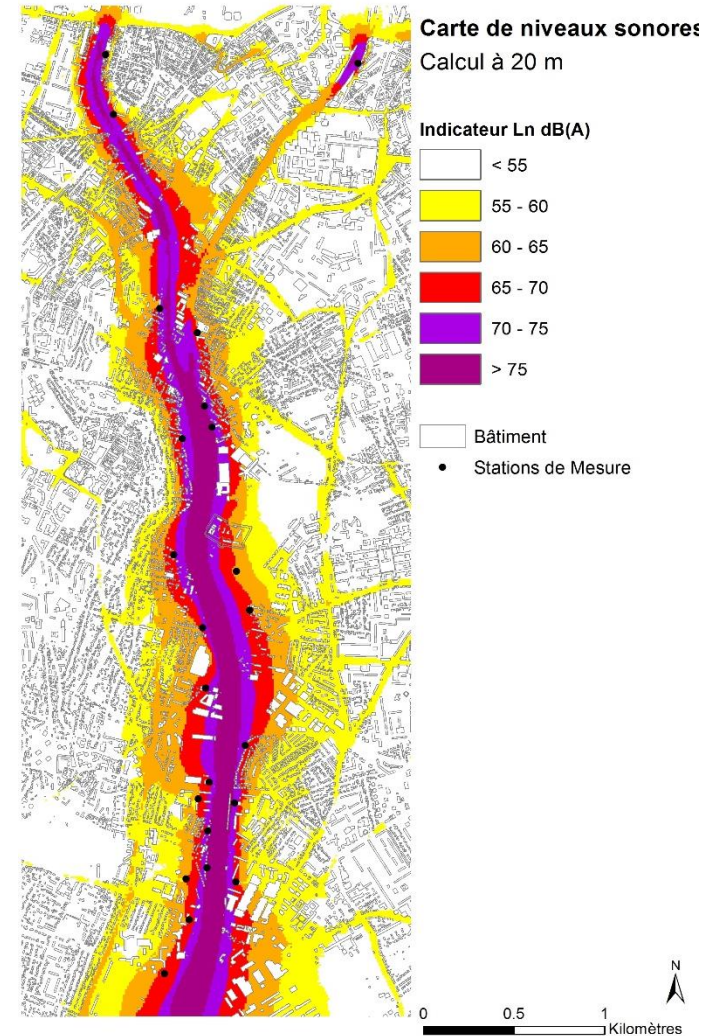 Carte de niveaux sonores
Calcul à 20 m
Indicateur Ln dB(A)
< 55
55 - 60
60 - 65
65 - 70
70 - 75
> 75
Bâtiment
Stations de Mesure
N
0 0.5 1
Kilomètres